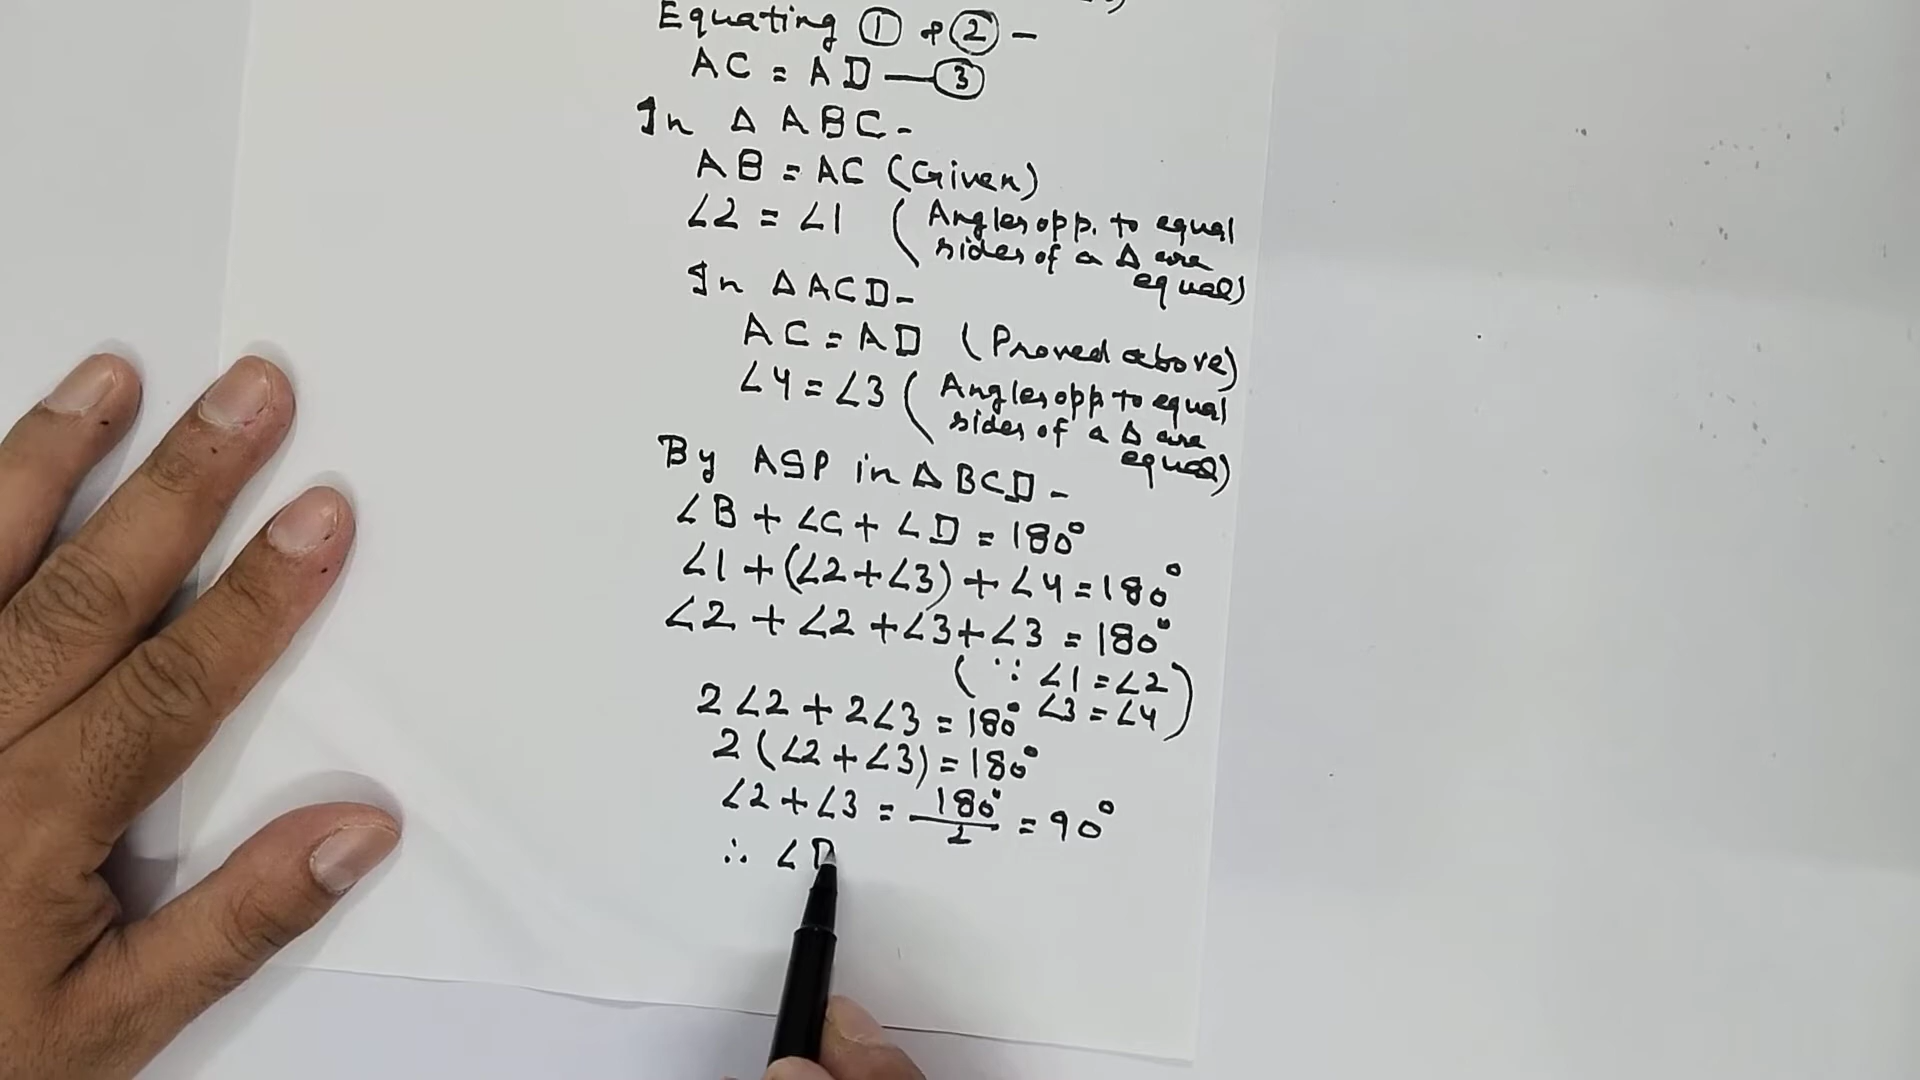 Equating ① & ② –
AC = AD — ③
In Δ ABC –
AB = AC (Given)
∠2 = ∠1 (Angles opp. to equal
sides of a Δ are
equal)
In Δ ACD –
AC = AD (Proved above)
∠4 = ∠3 (Angles opp to equal
sides of a Δ are
equal)
By ASP in Δ BCD –
∠B + ∠C + ∠D = 180°
∠1 + (∠2 + ∠3) + ∠4 = 180°
∠2 + ∠2 + ∠3 + ∠3 = 180°
(∵ ∠1 = ∠2
∠3 = ∠4)
2∠2 + 2∠3 = 180°
2(∠2 + ∠3) = 180°
∠2 + ∠3 = 180°/2 = 90°
∴ ∠